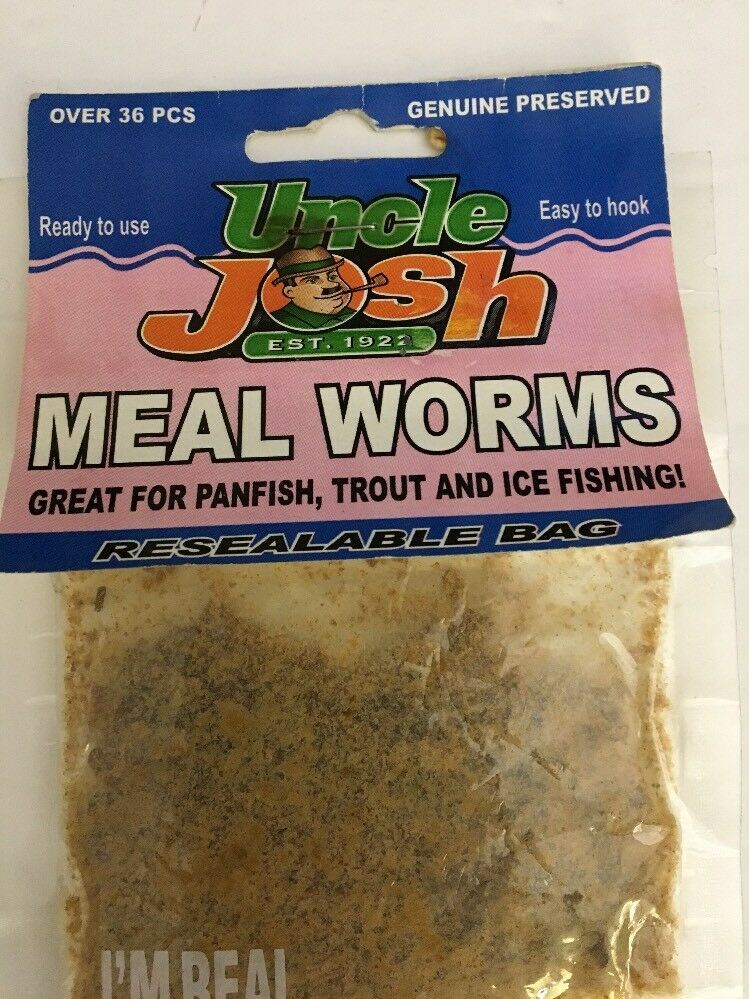 OVER 36 PCS
GENUINE PRESERVED
Ready to use
Easy to hook
Uncle
Josh
EST. 1922
MEAL WORMS
GREAT FOR PANFISH, TROUT AND ICE FISHING!
RESEALABLE BAG
I'M REAL